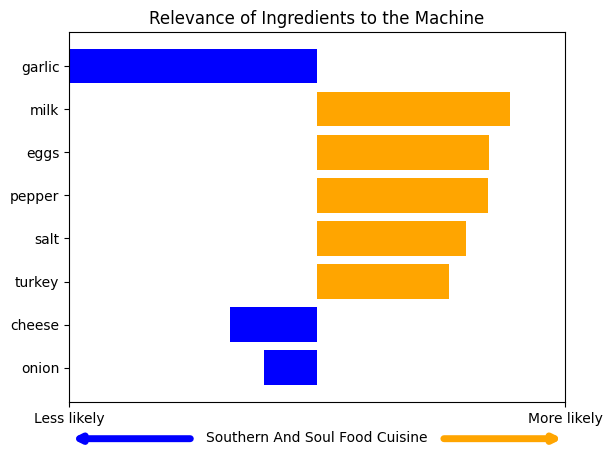 Relevance of Ingredients to the Machine
garlic
milk
eggs
pepper
salt
turkey
cheese
onion
Less likely More likely
Southern And Soul Food Cuisine